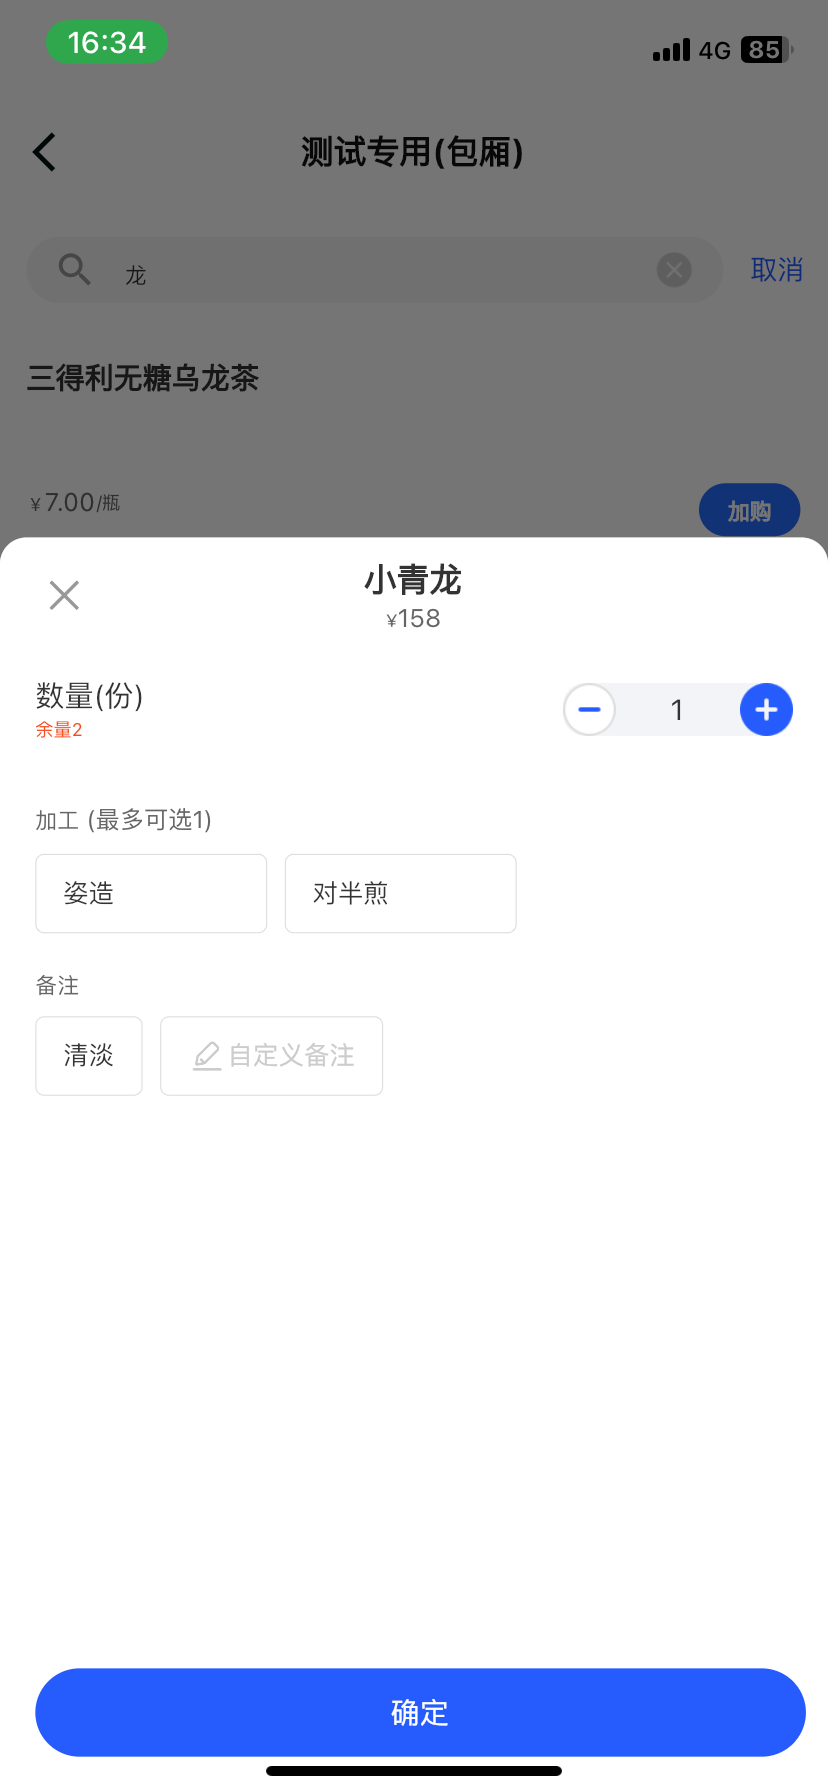 16:34
4G 85
测试专用(包厢)
龙
取消
三得利无糖乌龙茶
¥7.00/瓶
加购
小青龙
¥158
数量(份)
余量2
1
加工 (最多可选1)
姿造
对半煎
备注
清淡
自定义备注
确定